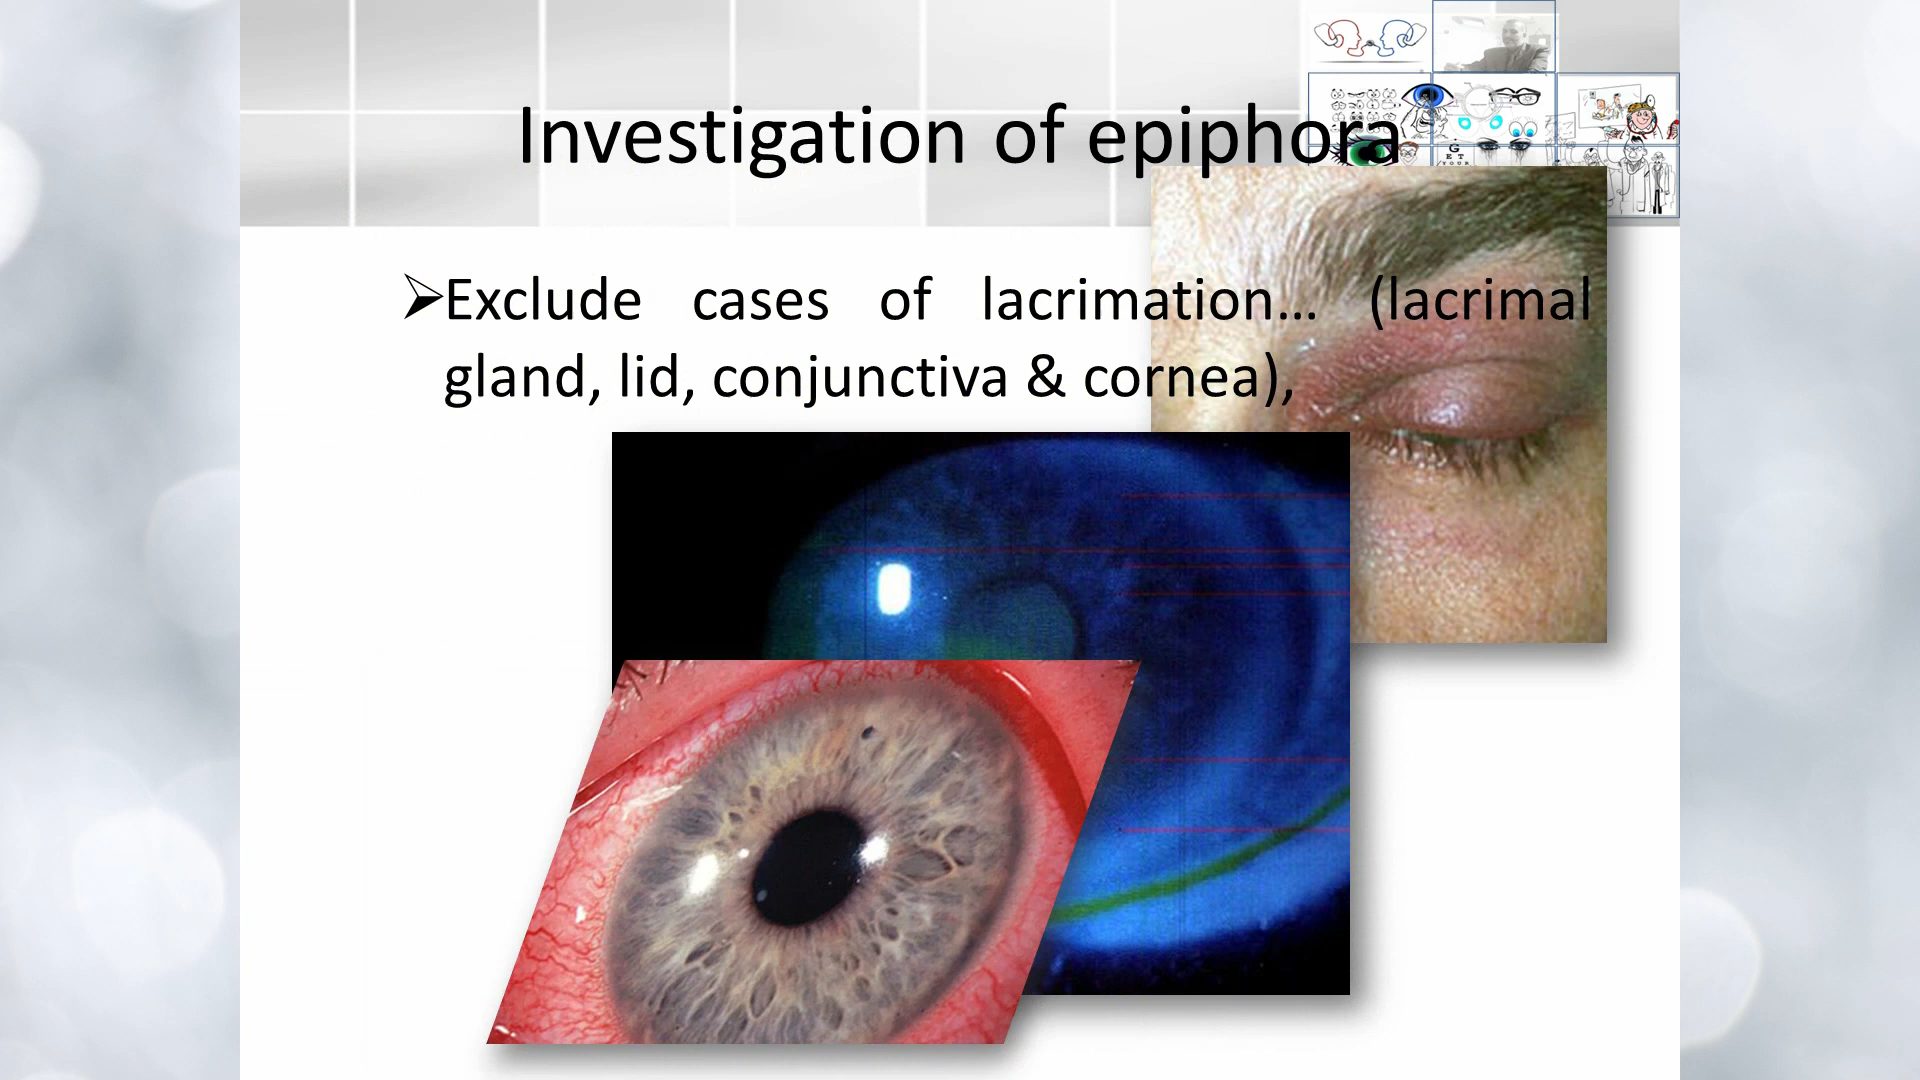 Investigation of epiphora
G
E T
Y O U R
➢Exclude cases of lacrimation… (lacrimal
gland, lid, conjunctiva & cornea),